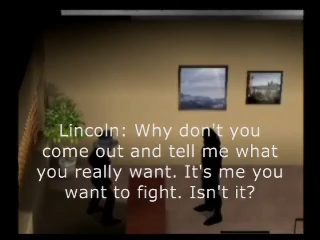 Lincoln: Why don't you
come out and tell me what
you really want. It's me you
want to fight. Isn't it?